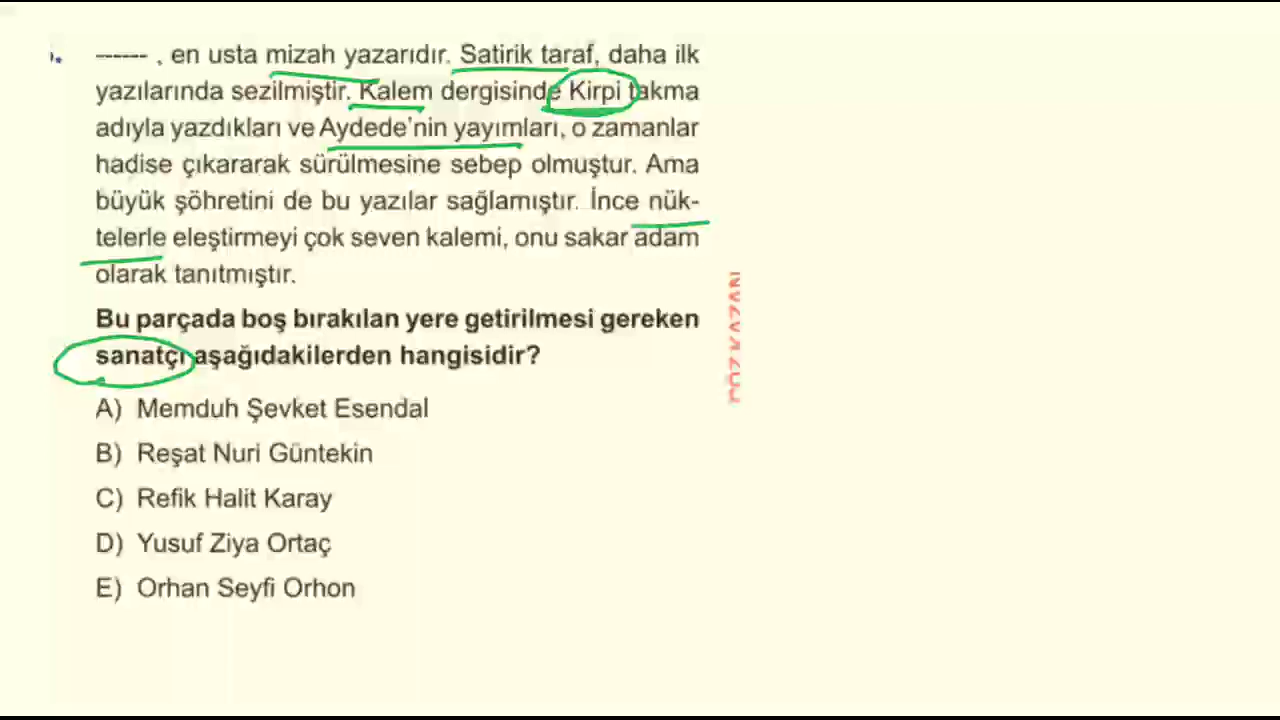 ------ , en usta mizah yazarıdır. Satirik taraf, daha ilk
yazılarında sezilmiştir. Kalem dergisinde Kirpi takma
adıyla yazdıkları ve Aydede'nin yayımları, o zamanlar
hadise çıkararak sürülmesine sebep olmuştur. Ama
büyük şöhretini de bu yazılar sağlamıştır. İnce nük-
telerle eleştirmeyi çok seven kalemi, onu sakar adam
olarak tanıtmıştır.
Bu parçada boş bırakılan yere getirilmesi gereken
sanatçı aşağıdakilerden hangisidir?
A) Memduh Şevket Esendal
B) Reşat Nuri Güntekin
C) Refik Halit Karay
D) Yusuf Ziya Ortaç
E) Orhan Seyfi Orhon